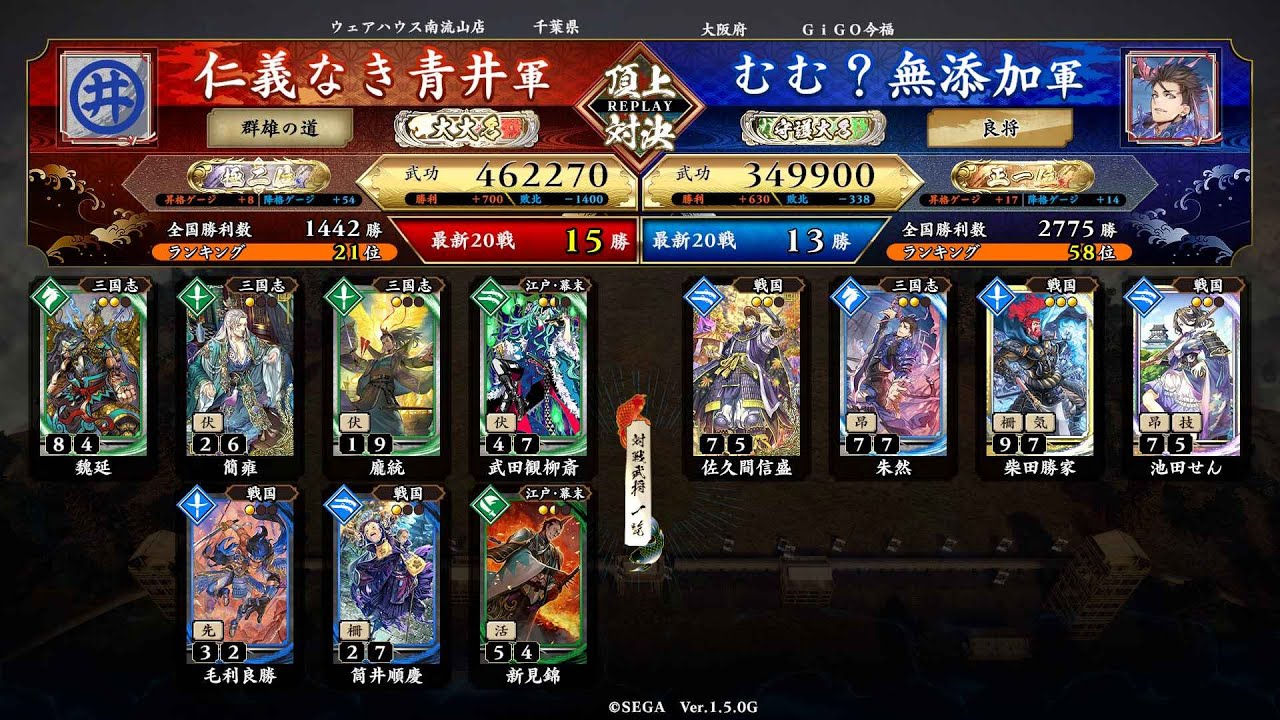 ウェアハウス南流山店 千葉県
大阪府 GiGO今福
仁義なき青井軍
頂上
REPLAY
対決
むむ?無添加軍
井
群雄の道
大大名
守護大名
良将
極二位
武功 462270
武功 349900
正一位
昇格ゲージ +8 降格ゲージ +54
勝利 +700 敗北 -1400
勝利 +630 敗北 -338
昇格ゲージ +17 降格ゲージ +14
全国勝利数 1442勝
ランキング 21位
最新20戦 15勝
最新20戦 13勝
全国勝利数 2775勝
ランキング 58位
三国志
8 4
魏延
三国志
伏
2 6
簡雍
三国志
伏
1 9
龐統
江戸・幕末
伏
4 7
武田観柳斎
対戦武将一覧
戦国
7 5
佐久間信盛
三国志
昂
7 7
朱然
戦国
柵 気
9 7
柴田勝家
戦国
昂 技
7 5
池田せん
戦国
先
3 2
毛利良勝
戦国
柵
2 7
筒井順慶
江戸・幕末
活
5 4
新見錦
©SEGA Ver.1.5.0G